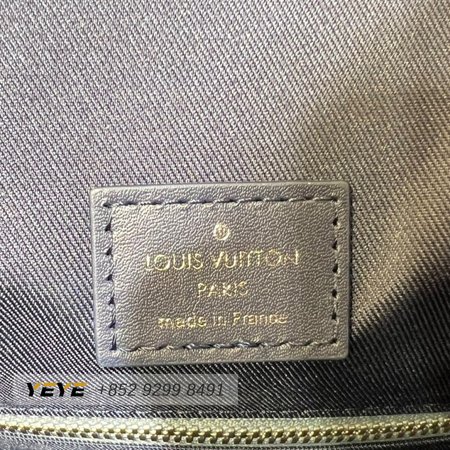 LOUIS VUITTON
PARIS
made in France
YEYE +852 9299 8491